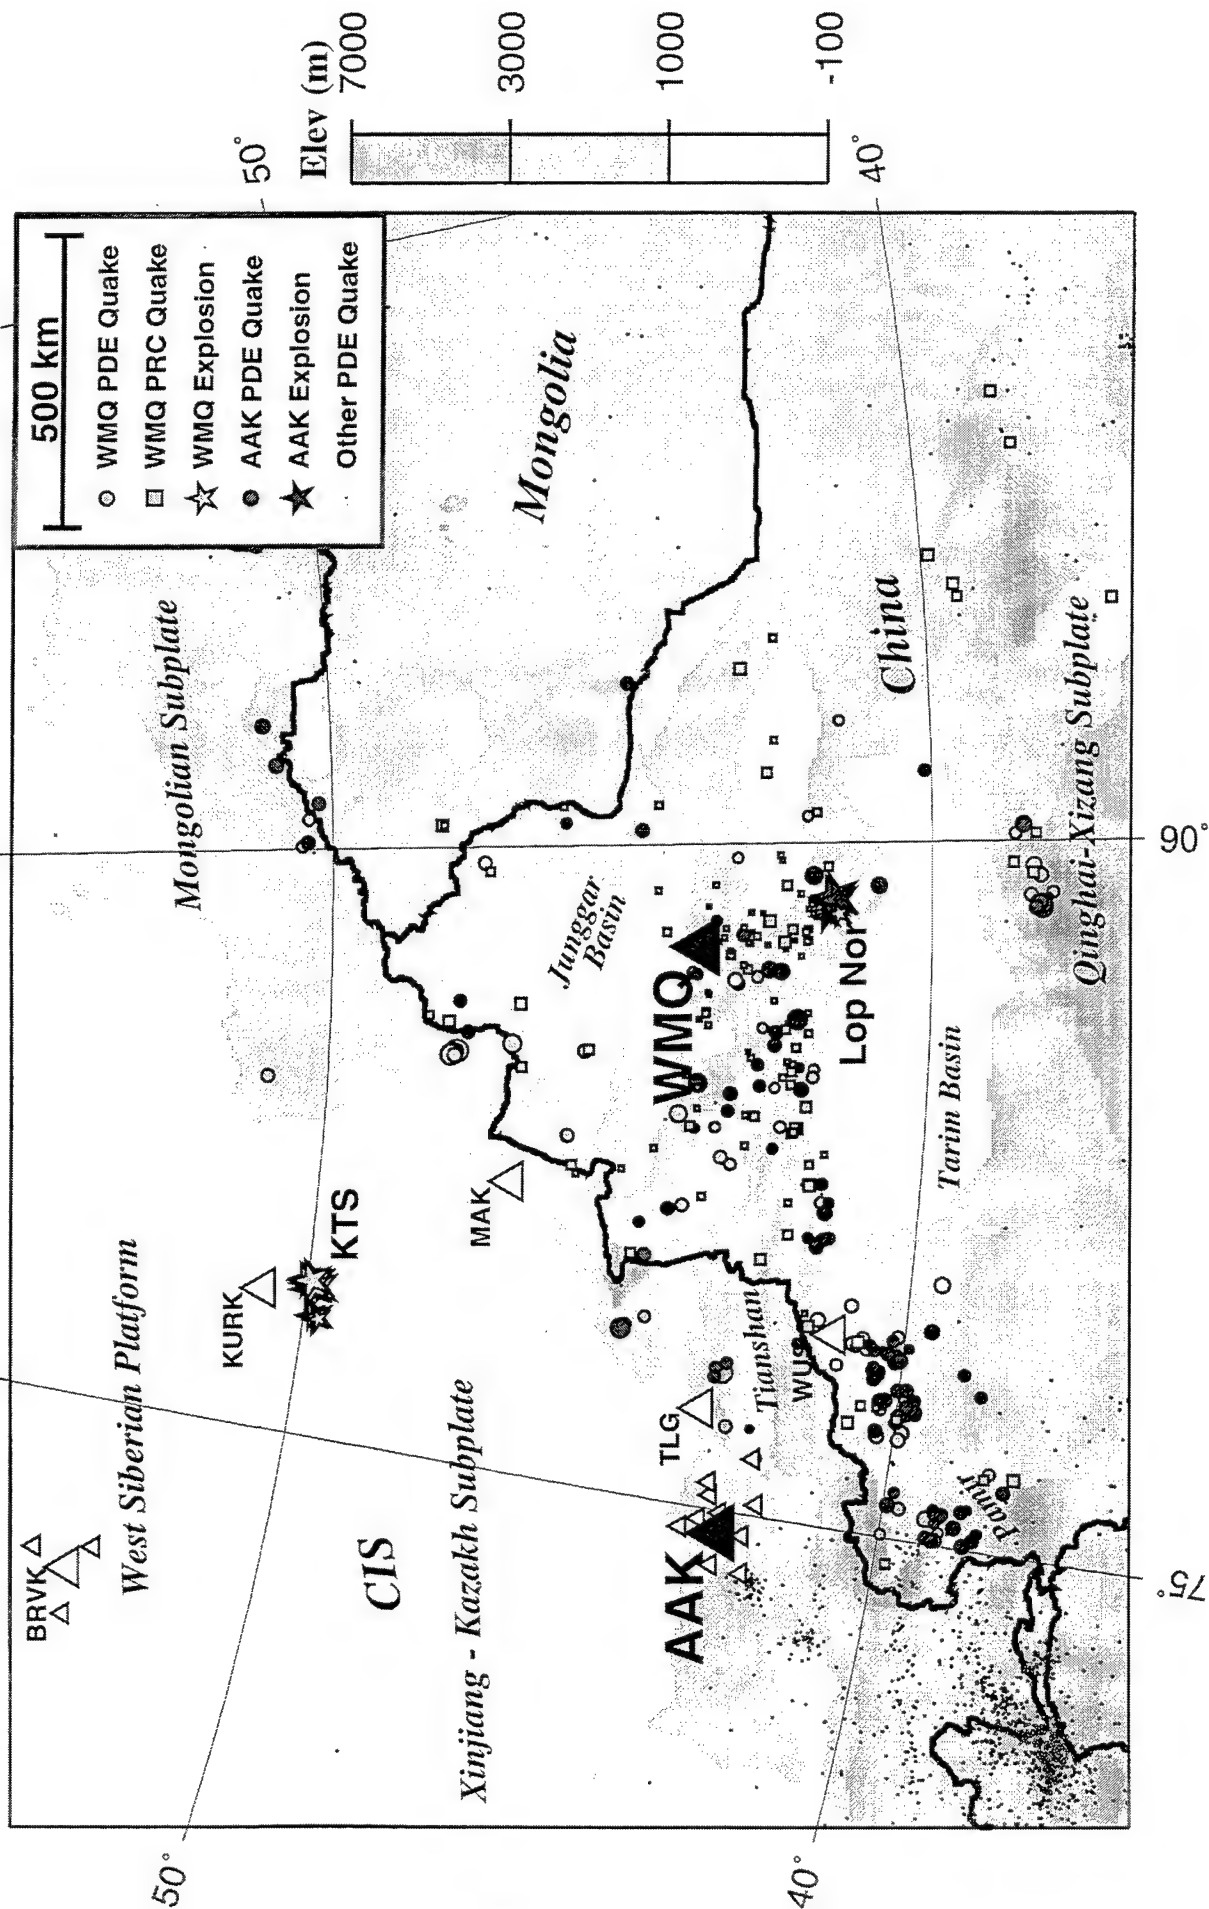 500 km
WMQ PDE Quake
WMQ PRC Quake
WMQ Explosion
AAK PDE Quake
AAK Explosion
Other PDE Quake
Elev (m)
7000
3000
1000
-100
50°
40°
50°
40°
90°
75°
BRVK
West Siberian Platform
KURK
KTS
Mongolian Subplate
CIS
Xinjiang - Kazakh Subplate
MAK
Junggar
Basin
Mongolia
AAK
TLG
Tianshan
WUS
WMQ
Lop Nor
China
Pamir
Tarim Basin
Qinghai-Xizang Subplate